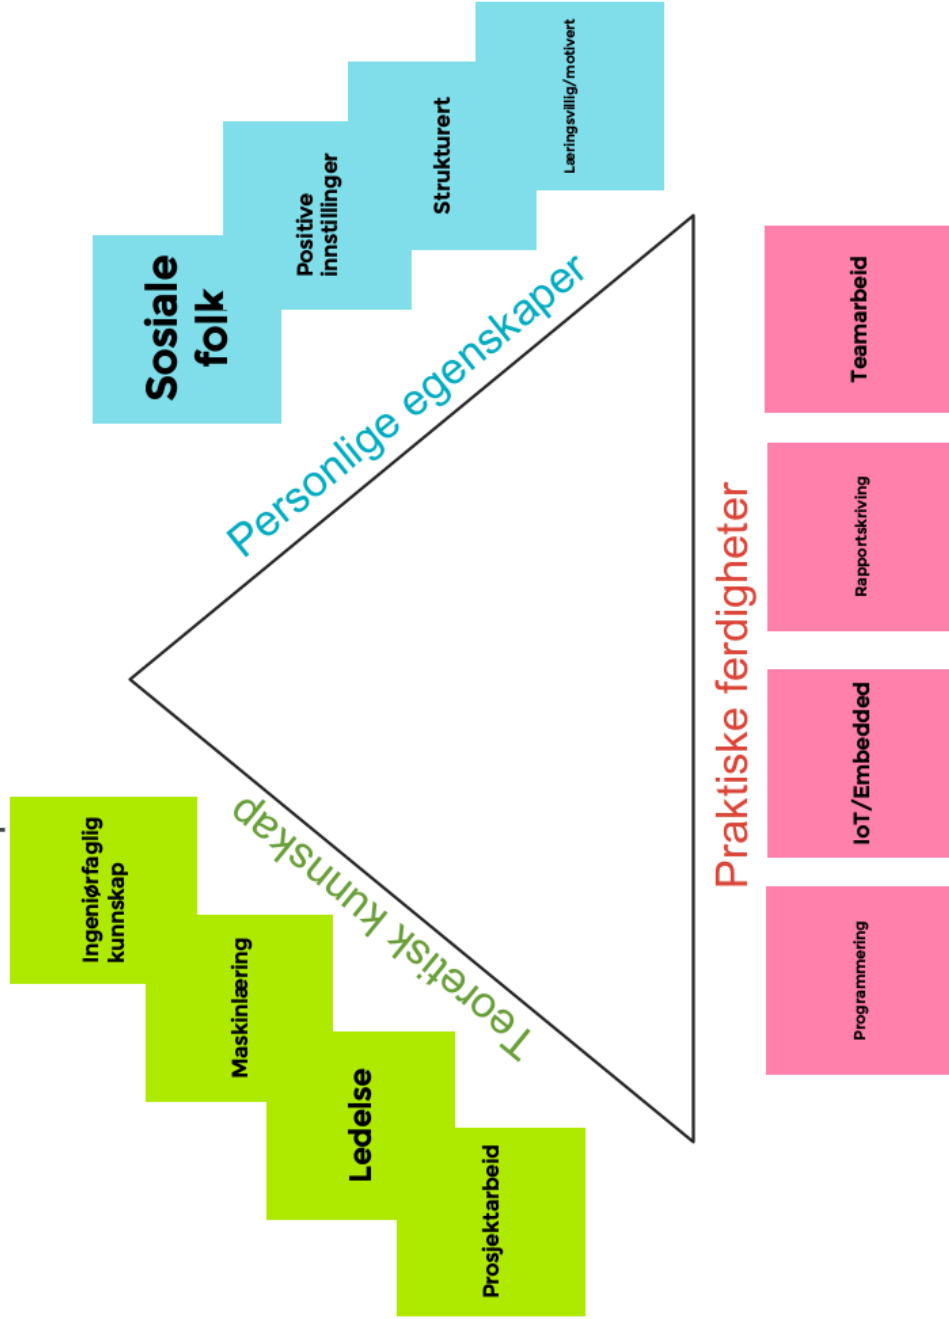 Ingeniørfaglig
kunnskap
Maskinlæring
Ledelse
Prosjektarbeid
Teoretisk kunnskap
Sosiale
folk
Positive
innstillinger
Strukturert
Læringsvillig/motivert
Personlige egenskaper
Praktiske ferdigheter
Programmering
IoT/Embedded
Rapportskriving
Teamarbeid